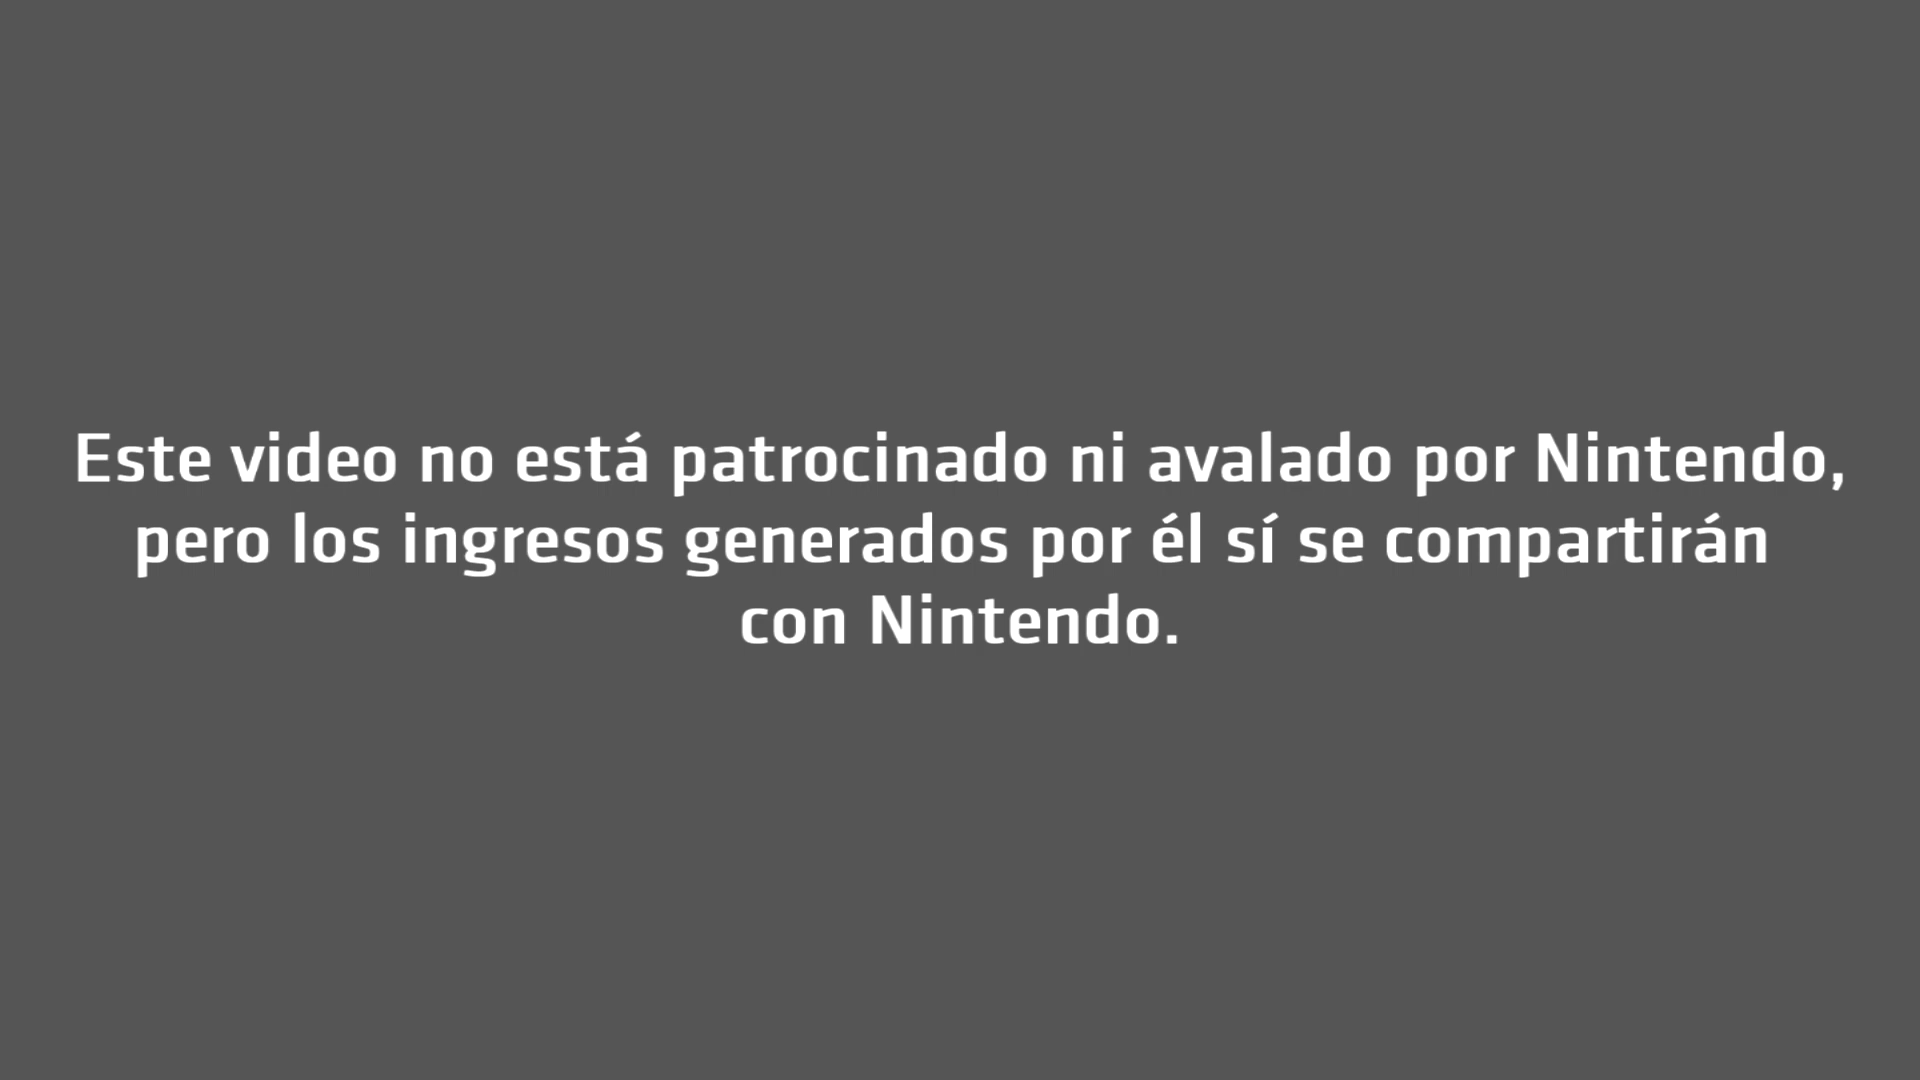 Este video no está patrocinado ni avalado por Nintendo,
pero los ingresos generados por él sí se compartirán
con Nintendo.